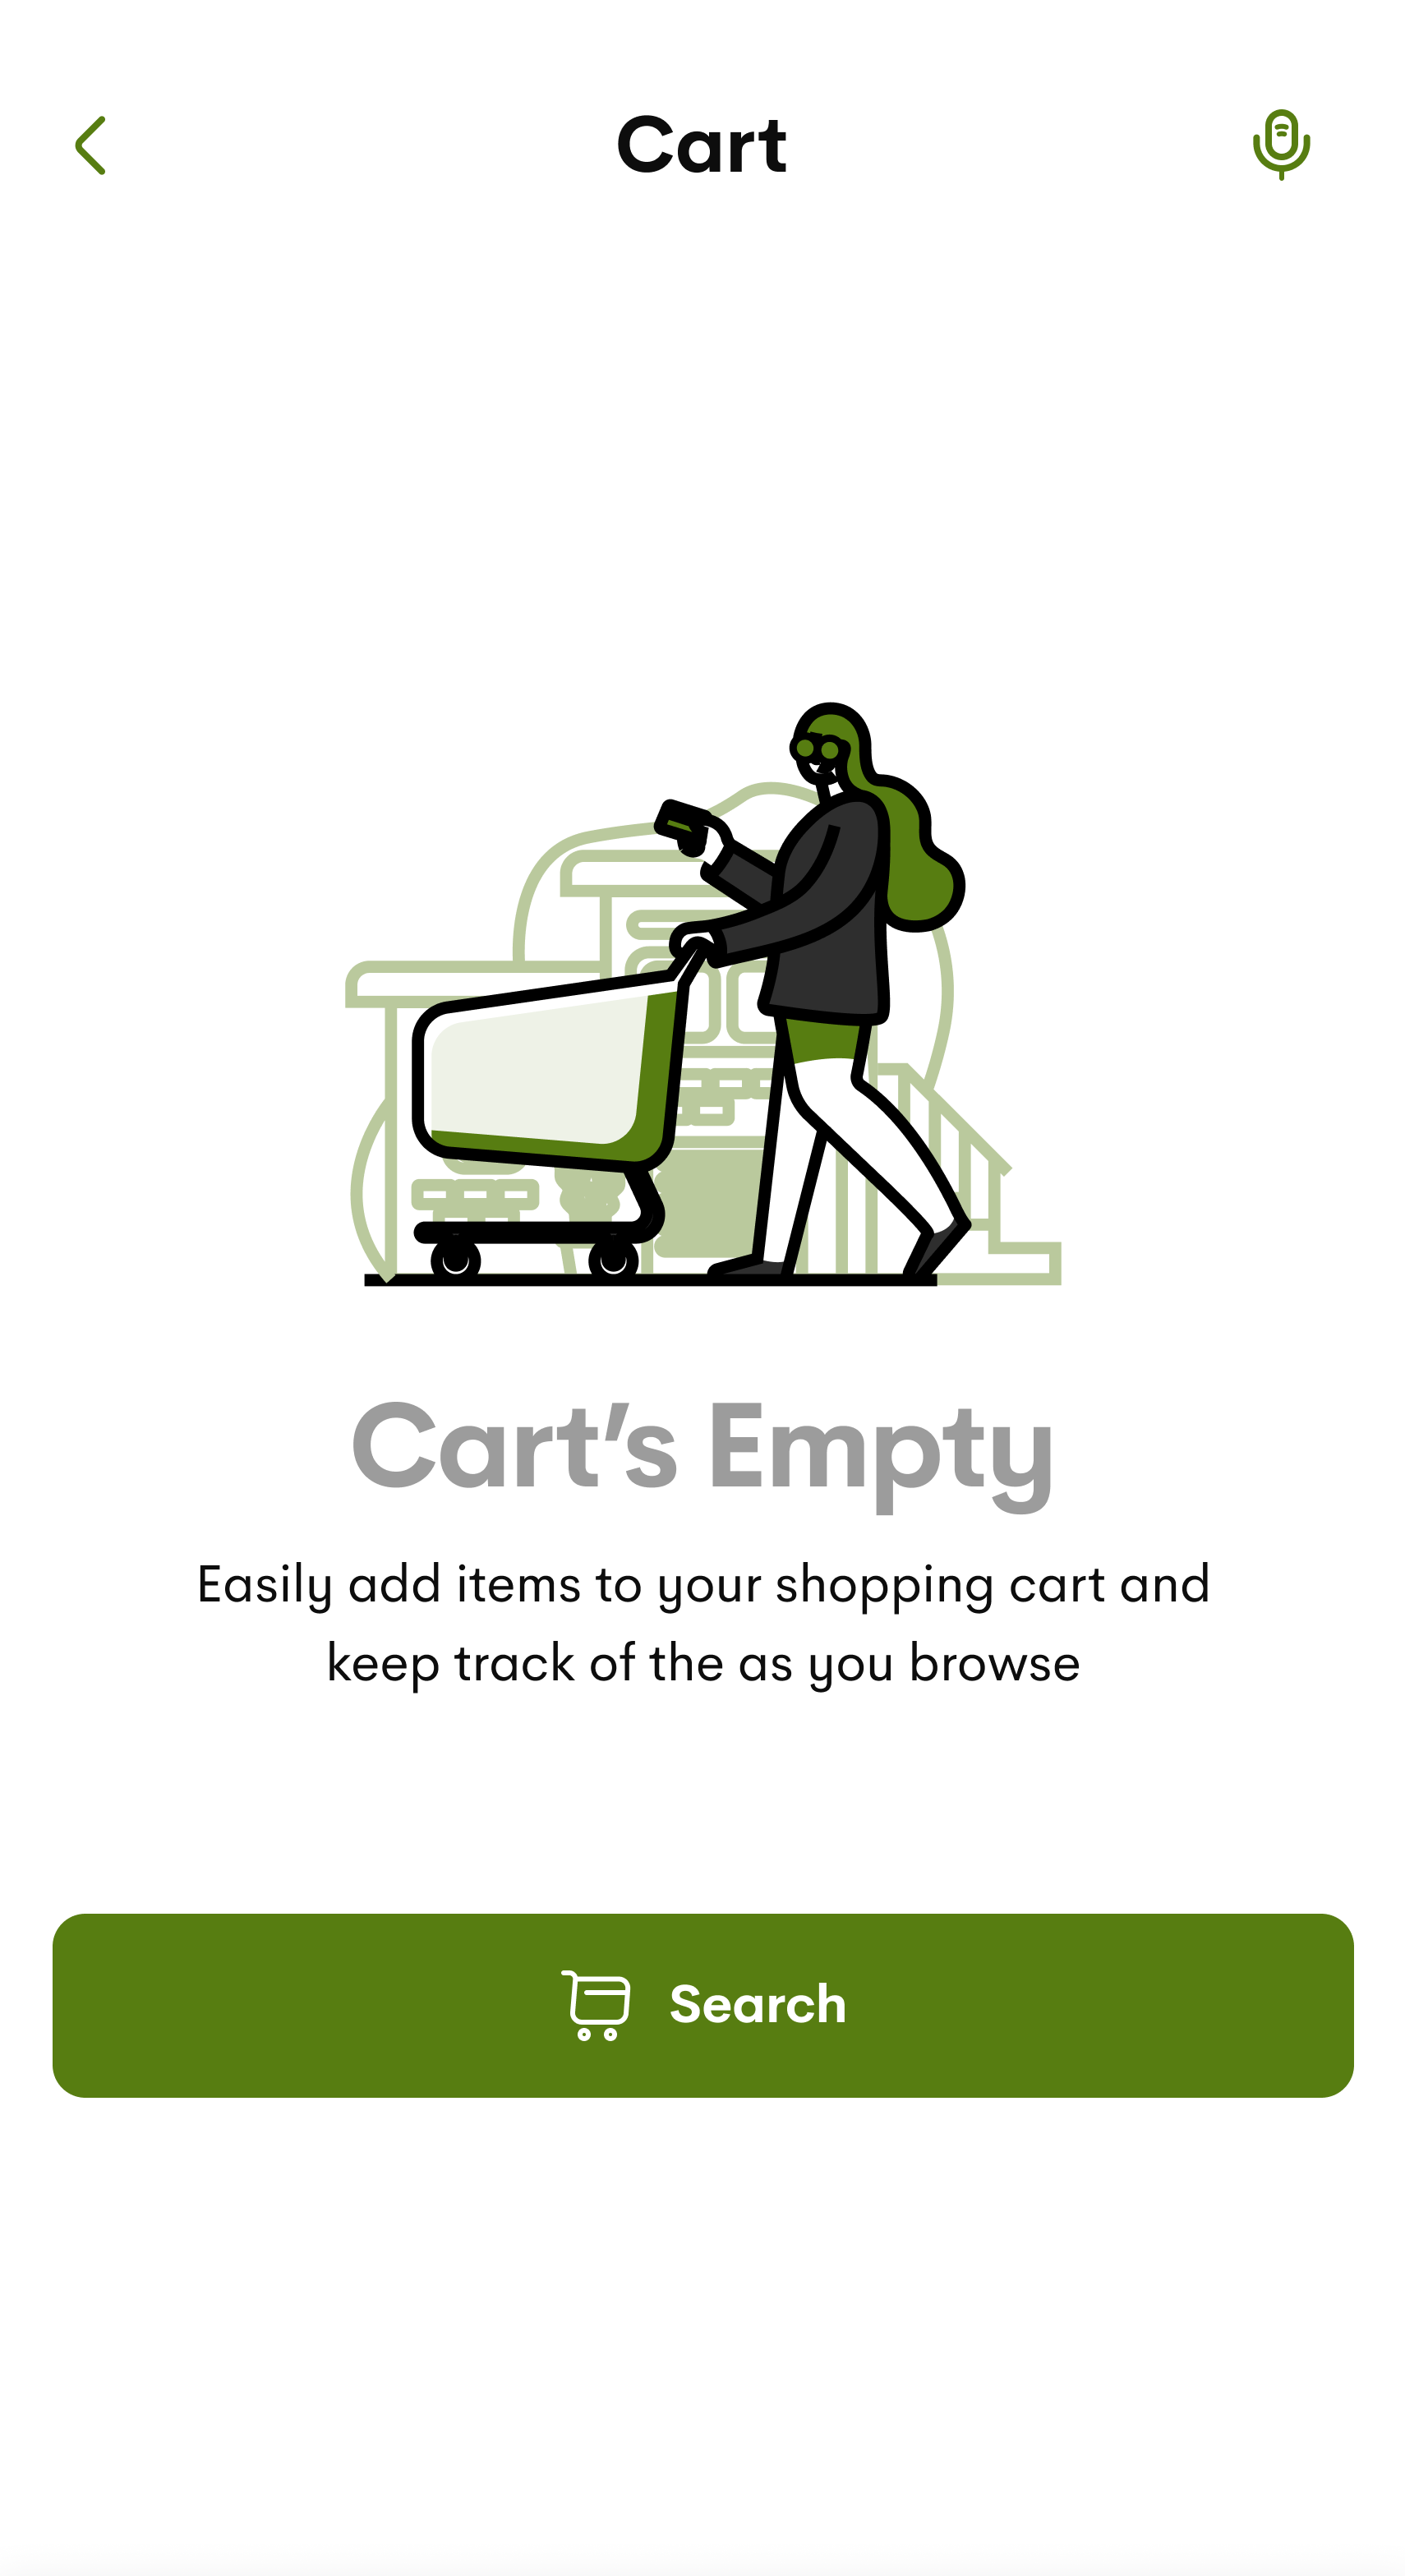 Cart
Cart’s Empty
Easily add items to your shopping cart and
keep track of the as you browse
Search